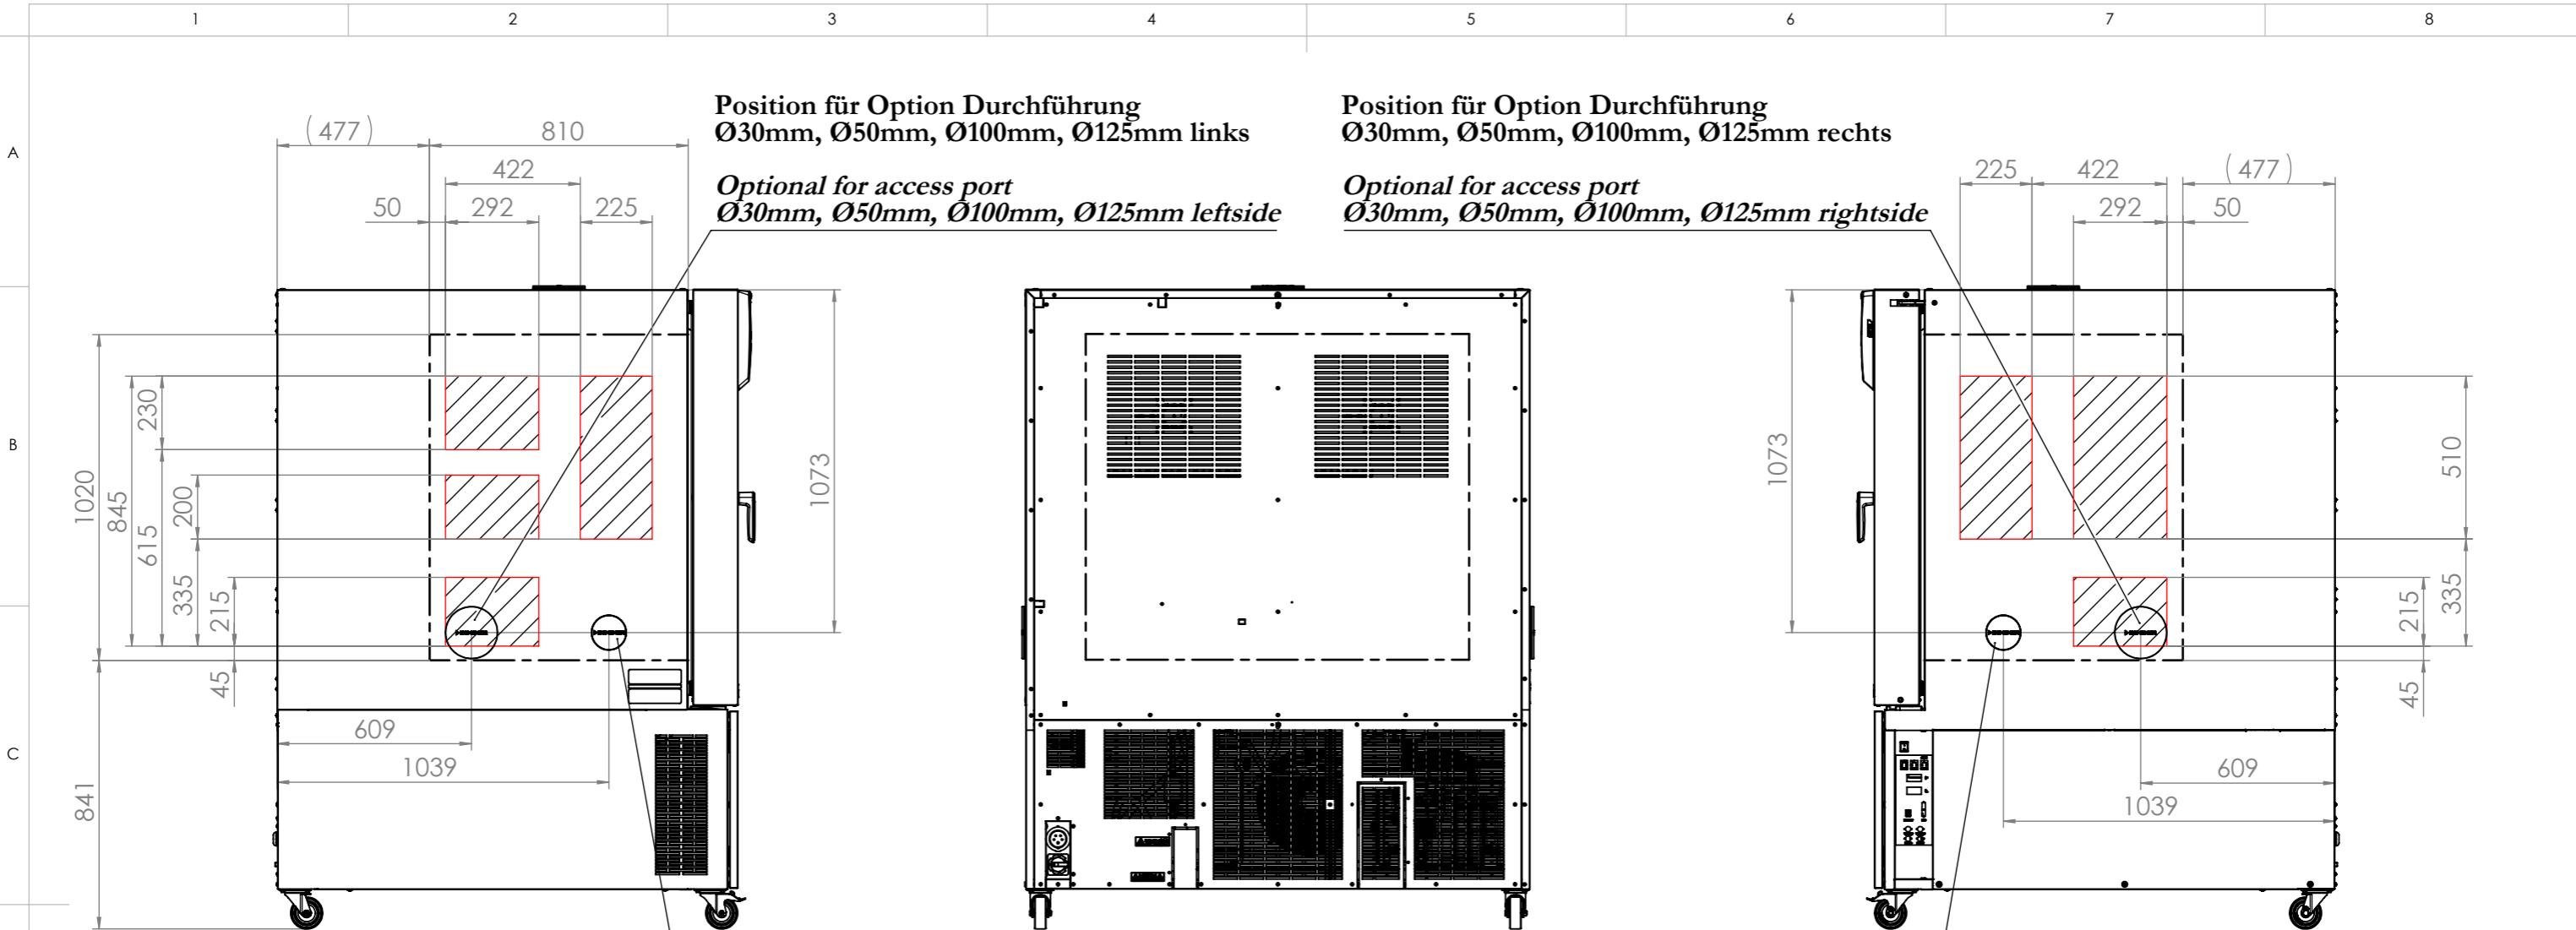 1 2 3 4 5 6 7 8
A
B
C
Position für Option Durchführung
Ø30mm, Ø50mm, Ø100mm, Ø125mm links
Optional for access port
Ø30mm, Ø50mm, Ø100mm, Ø125mm leftside
Position für Option Durchführung
Ø30mm, Ø50mm, Ø100mm, Ø125mm rechts
Optional for access port
Ø30mm, Ø50mm, Ø100mm, Ø125mm rightside
(477) 810
422
50 292 225
1020
845
230
615
200
335
215
45
841
1073
609
1039
225 422 (477)
292 50
1073
510
335
215
45
609
1039